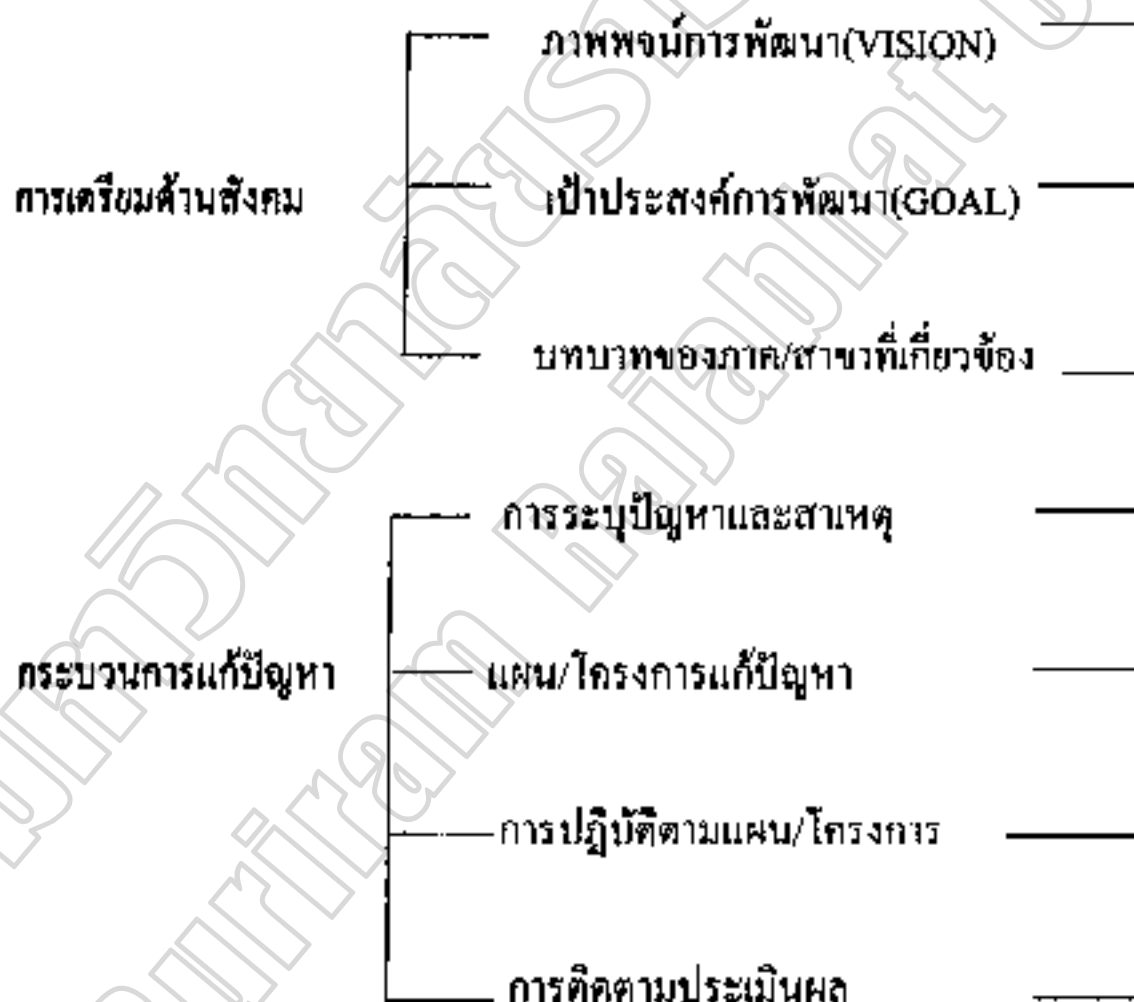 ภาพพจน์การพัฒนา(VISION)
การเตรียมด้านสังคม
เป้าประสงค์การพัฒนา(GOAL)
บทบาทของภาค/สาขาที่เกี่ยวข้อง
การระบุปัญหาและสาเหตุ
กระบวนการแก้ปัญหา
แผน/โครงการแก้ปัญหา
การปฏิบัติตามแผน/โครงการ
การติดตามประเมินผล